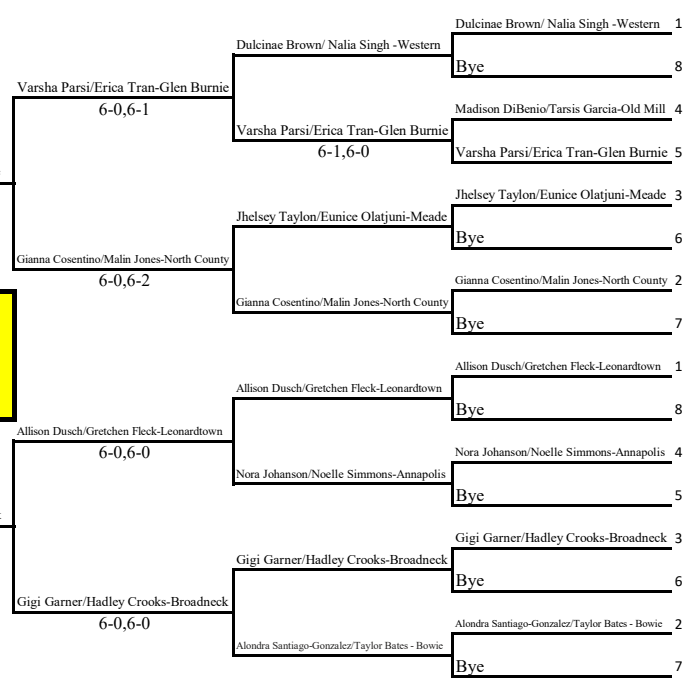 Dulcinae Brown/ Nalia Singh -Western 1
Dulcinae Brown/ Nalia Singh -Western
Bye 8
Varsha Parsi/Erica Tran-Glen Burnie
6-0,6-1
Madison DiBenio/Tarsis Garcia-Old Mill 4
Varsha Parsi/Erica Tran-Glen Burnie
6-1,6-0
Varsha Parsi/Erica Tran-Glen Burnie 5
Jhelsey Taylon/Eunice Olatjuni-Meade 3
Jhelsey Taylon/Eunice Olatjuni-Meade
Bye 6
Gianna Cosentino/Malin Jones-North County
6-0,6-2
Gianna Cosentino/Malin Jones-North County 2
Gianna Cosentino/Malin Jones-North County
Bye 7
Allison Dusch/Gretchen Fleck-Leonardtown 1
Allison Dusch/Gretchen Fleck-Leonardtown
Bye 8
Allison Dusch/Gretchen Fleck-Leonardtown
6-0,6-0
Nora Johanson/Noelle Simmons-Annapolis 4
Nora Johanson/Noelle Simmons-Annapolis
Bye 5
Gigi Garner/Hadley Crooks-Broadneck 3
Gigi Garner/Hadley Crooks-Broadneck
Bye 6
Gigi Garner/Hadley Crooks-Broadneck
6-0,6-0
Alondra Santiago-Gonzalez/Taylor Bates - Bowie 2
Alondra Santiago-Gonzalez/Taylor Bates - Bowie
Bye 7